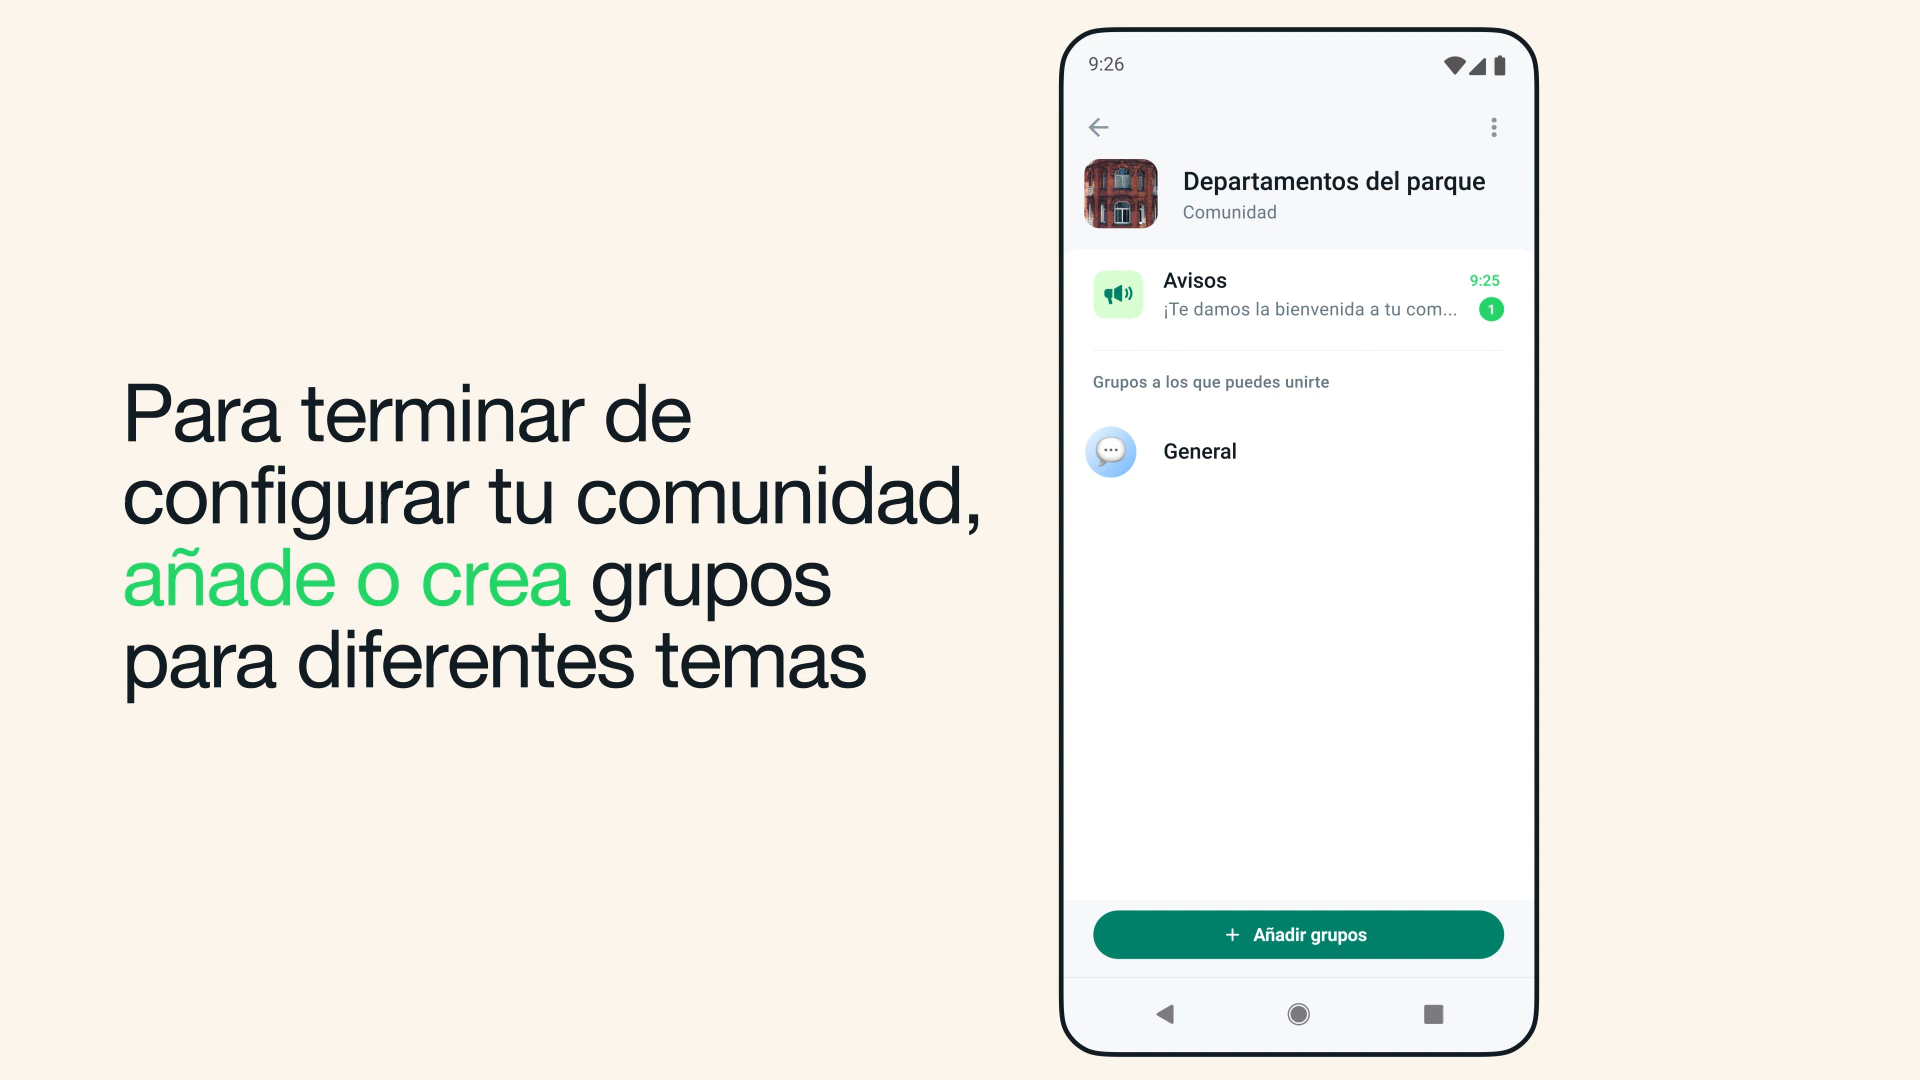 Para terminar de
configurar tu comunidad,
añade o crea grupos
para diferentes temas
9:26
Departamentos del parque
Comunidad
Avisos
9:25
¡Te damos la bienvenida a tu com...
1
Grupos a los que puedes unirte
General
+ Añadir grupos